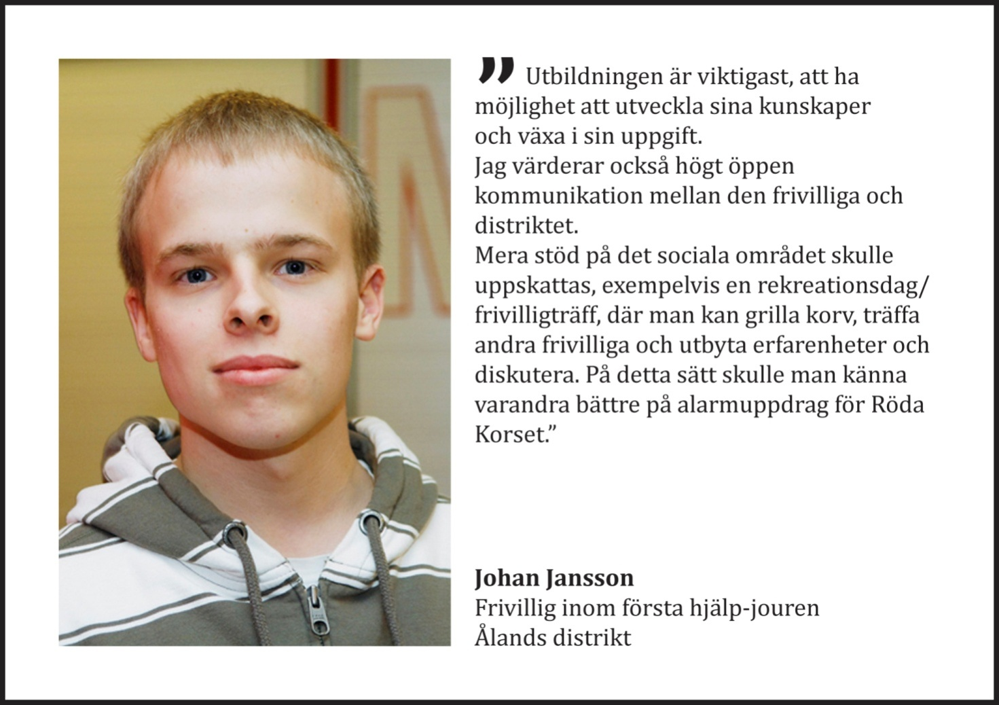 ” Utbildningen är viktigast, att ha
möjlighet att utveckla sina kunskaper
och växa i sin uppgift.
Jag värderar också högt öppen
kommunikation mellan den frivilliga och
distriktet.
Mera stöd på det sociala området skulle
uppskattas, exempelvis en rekreationsdag/
frivilligträff, där man kan grilla korv, träffa
andra frivilliga och utbyta erfarenheter och
diskutera. På detta sätt skulle man känna
varandra bättre på alarmuppdrag för Röda
Korset.”
Johan Jansson
Frivillig inom första hjälp-jouren
Ålands distrikt